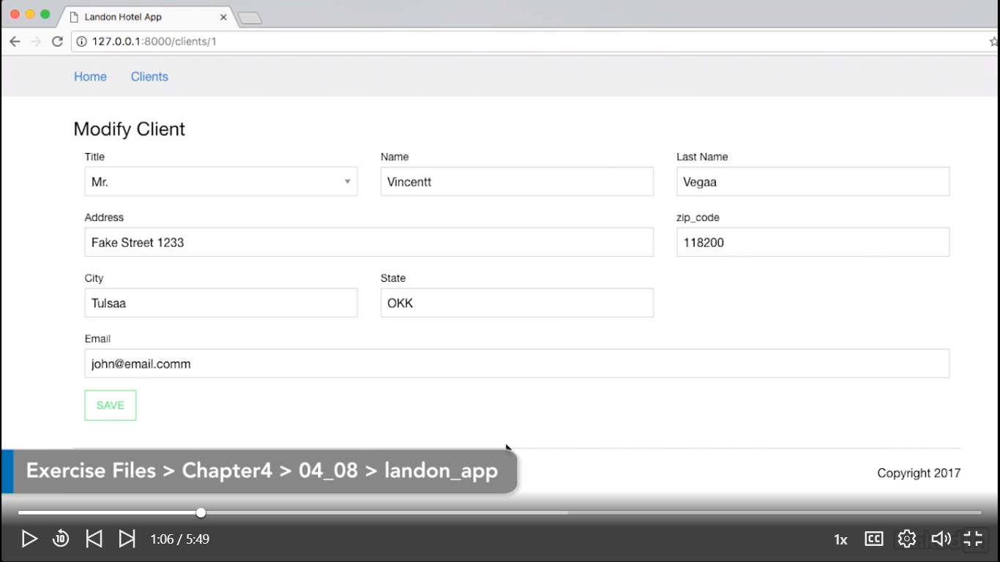 Landon Hotel App
127.0.0.1:8000/clients/1
Home Clients
Modify Client
Title Name Last Name
Mr. Vincentt Vegaa
Address zip_code
Fake Street 1233 118200
City State
Tulsaa OKK
Email
john@email.comm
SAVE
Exercise Files > Chapter4 > 04_08 > landon_app
Copyright 2017
10 1:06 / 5:49 1x CC